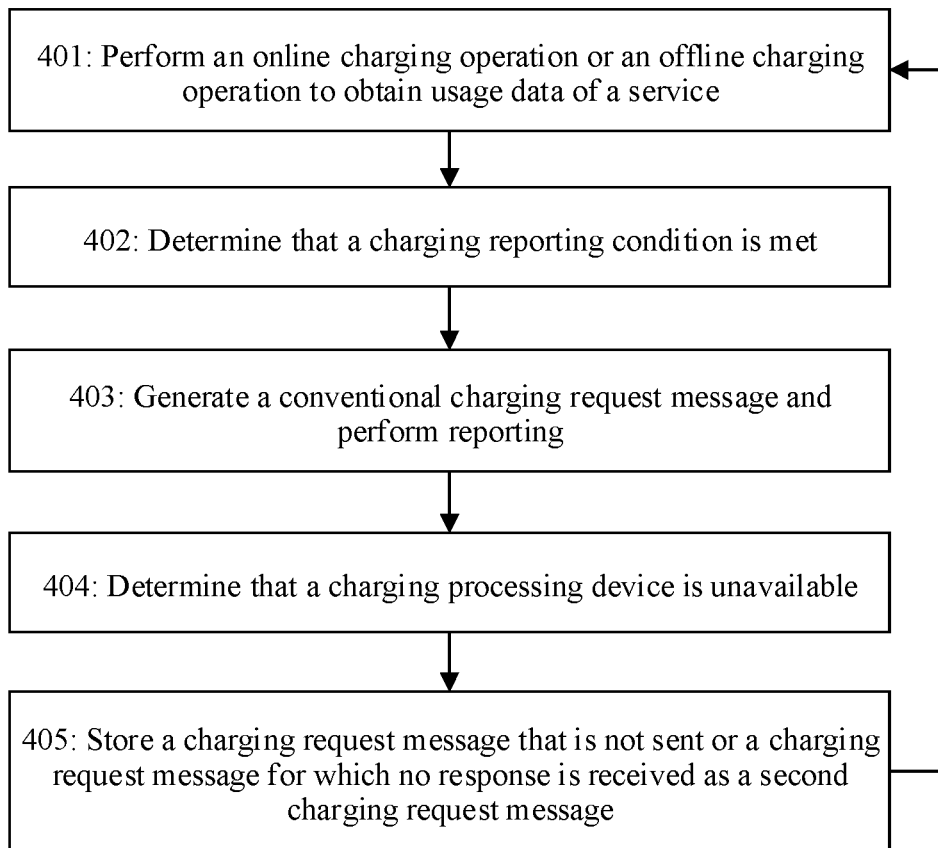 401: Perform an online charging operation or an offline charging
operation to obtain usage data of a service
402: Determine that a charging reporting condition is met
403: Generate a conventional charging request message and
perform reporting
404: Determine that a charging processing device is unavailable
405: Store a charging request message that is not sent or a charging
request message for which no response is received as a second
charging request message